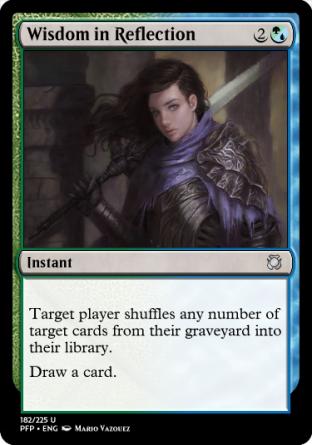 Wisdom in Reflection 2
Instant
Target player shuffles any number of
target cards from their graveyard into
their library.
Draw a card.
182/225 U
PFP • ENG Mario Vazquez